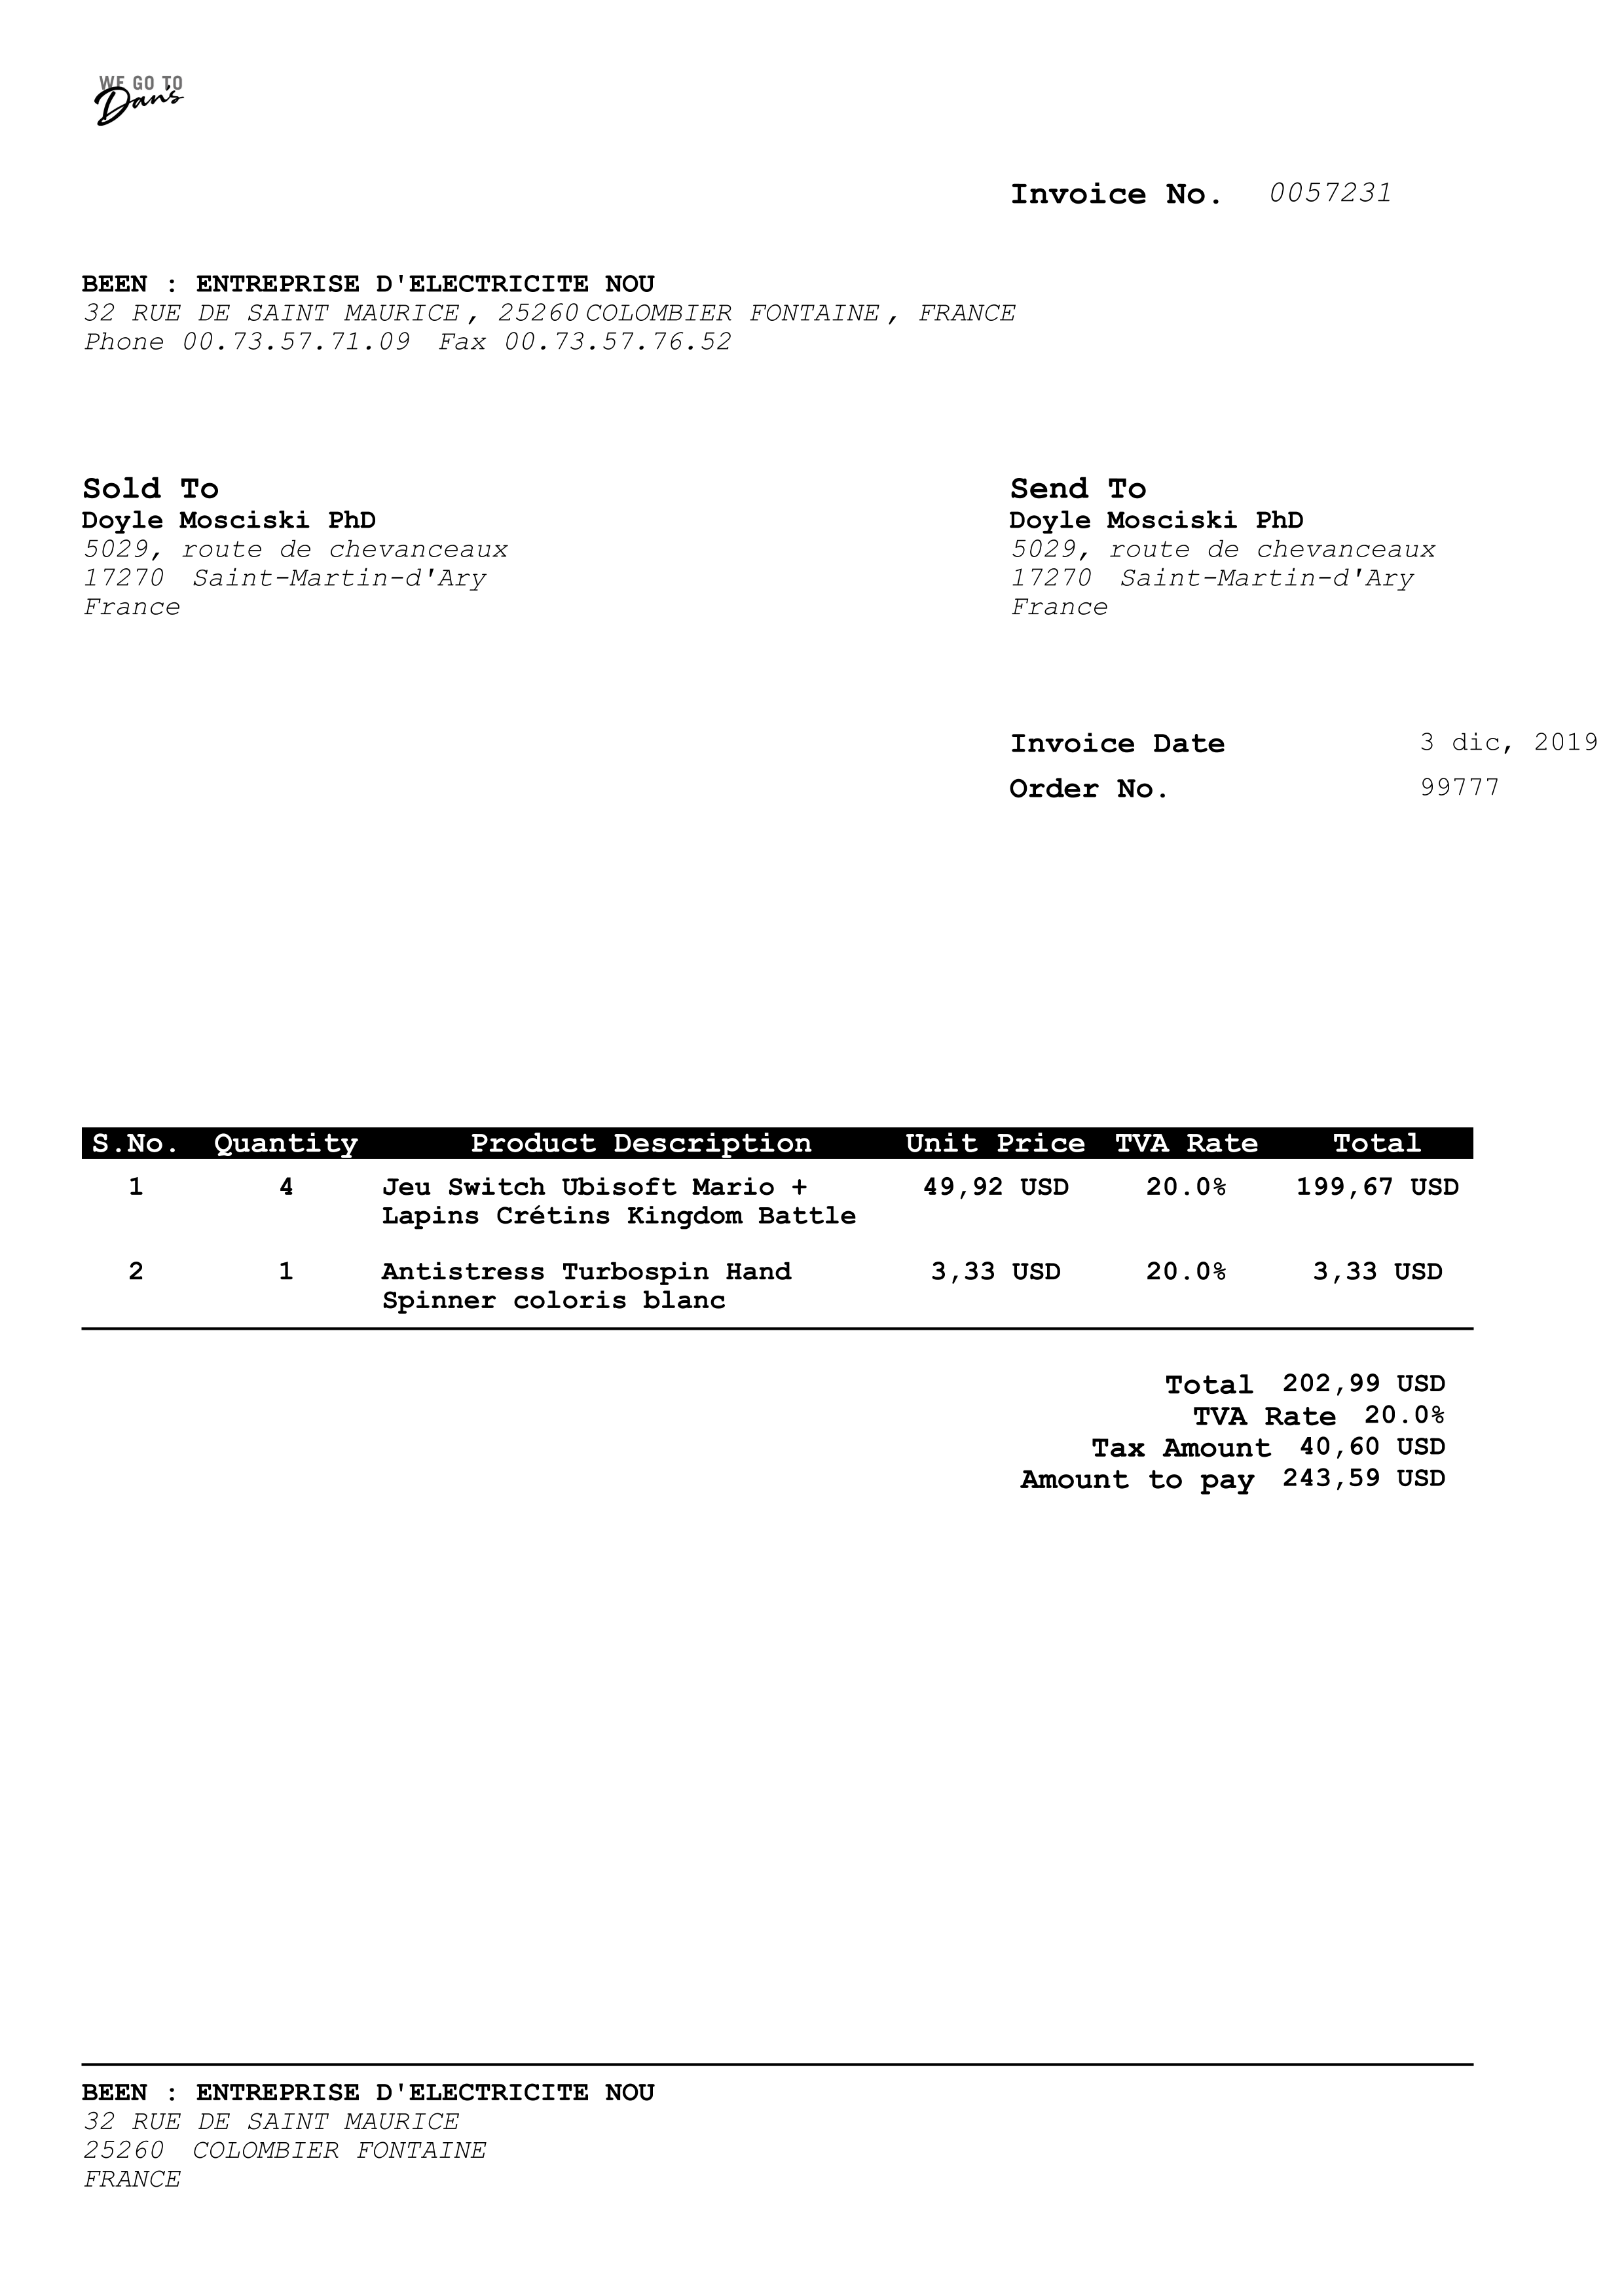 WE GO TO
Dan's
Invoice No. 0057231
BEEN : ENTREPRISE D'ELECTRICITE NOU
32 RUE DE SAINT MAURICE, 25260 COLOMBIER FONTAINE, FRANCE
Phone 00.73.57.71.09 Fax 00.73.57.76.52
Sold To
Doyle Mosciski PhD
5029, route de chevanceaux
17270 Saint-Martin-d'Ary
France
Send To
Doyle Mosciski PhD
5029, route de chevanceaux
17270 Saint-Martin-d'Ary
France
Invoice Date 3 dic, 2019
Order No. 99777
S.No. Quantity Product Description Unit Price TVA Rate Total
1 4 Jeu Switch Ubisoft Mario + 49,92 USD 20.0% 199,67 USD
Lapins Crétins Kingdom Battle
2 1 Antistress Turbospin Hand 3,33 USD 20.0% 3,33 USD
Spinner coloris blanc
Total 202,99 USD
TVA Rate 20.0%
Tax Amount 40,60 USD
Amount to pay 243,59 USD
BEEN : ENTREPRISE D'ELECTRICITE NOU
32 RUE DE SAINT MAURICE
25260 COLOMBIER FONTAINE
FRANCE